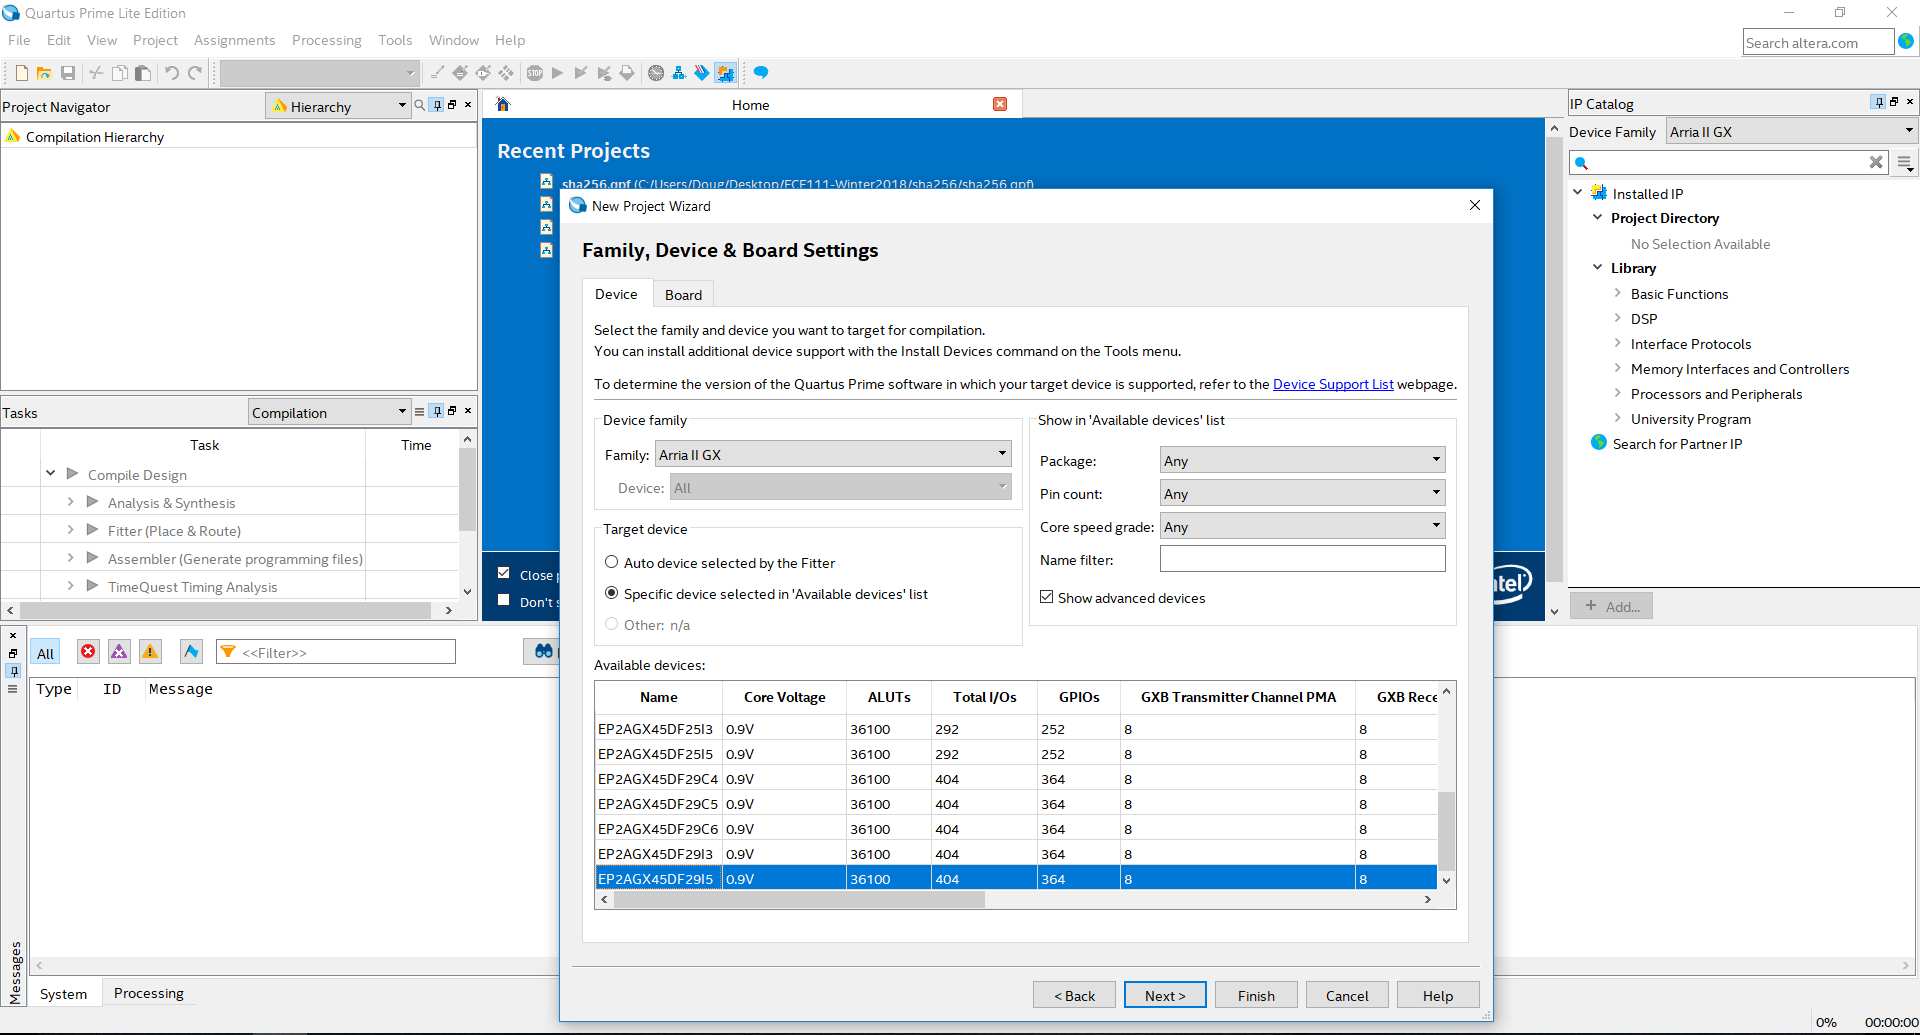 Quartus Prime Lite Edition
File Edit View Project Assignments Processing Tools Window Help
Search altera.com
STOP
Project Navigator
Hierarchy
Compilation Hierarchy
Home
Recent Projects
sha256.qpf (C:/Users/Doug/Desktop/ECE111-Winter2018/sha256/sha256.qpf)
IP Catalog
Device Family Arria II GX
Installed IP
Project Directory
No Selection Available
Library
Basic Functions
DSP
Interface Protocols
Memory Interfaces and Controllers
Processors and Peripherals
University Program
Search for Partner IP
+ Add...
Tasks
Compilation
Task Time
Compile Design
Analysis & Synthesis
Fitter (Place & Route)
Assembler (Generate programming files)
TimeQuest Timing Analysis
Close
Don't
intel
New Project Wizard
Family, Device & Board Settings
Device Board
Select the family and device you want to target for compilation.
You can install additional device support with the Install Devices command on the Tools menu.
To determine the version of the Quartus Prime software in which your target device is supported, refer to the Device Support List webpage.
Device family
Family: Arria II GX
Device: All
Target device
Auto device selected by the Fitter
Specific device selected in 'Available devices' list
Other: n/a
Show in 'Available devices' list
Package: Any
Pin count: Any
Core speed grade: Any
Name filter:
Show advanced devices
Available devices:
Name Core Voltage ALUTs Total I/Os GPIOs GXB Transmitter Channel PMA GXB Rece
EP2AGX45DF25I3 0.9V 36100 292 252 8 8
EP2AGX45DF25I5 0.9V 36100 292 252 8 8
EP2AGX45DF29C4 0.9V 36100 404 364 8 8
EP2AGX45DF29C5 0.9V 36100 404 364 8 8
EP2AGX45DF29C6 0.9V 36100 404 364 8 8
EP2AGX45DF29I3 0.9V 36100 404 364 8 8
EP2AGX45DF29I5 0.9V 36100 404 364 8 8
< Back Next > Finish Cancel Help
All
<<Filter>>
Type ID Message
Messages
System Processing
0% 00:00:00